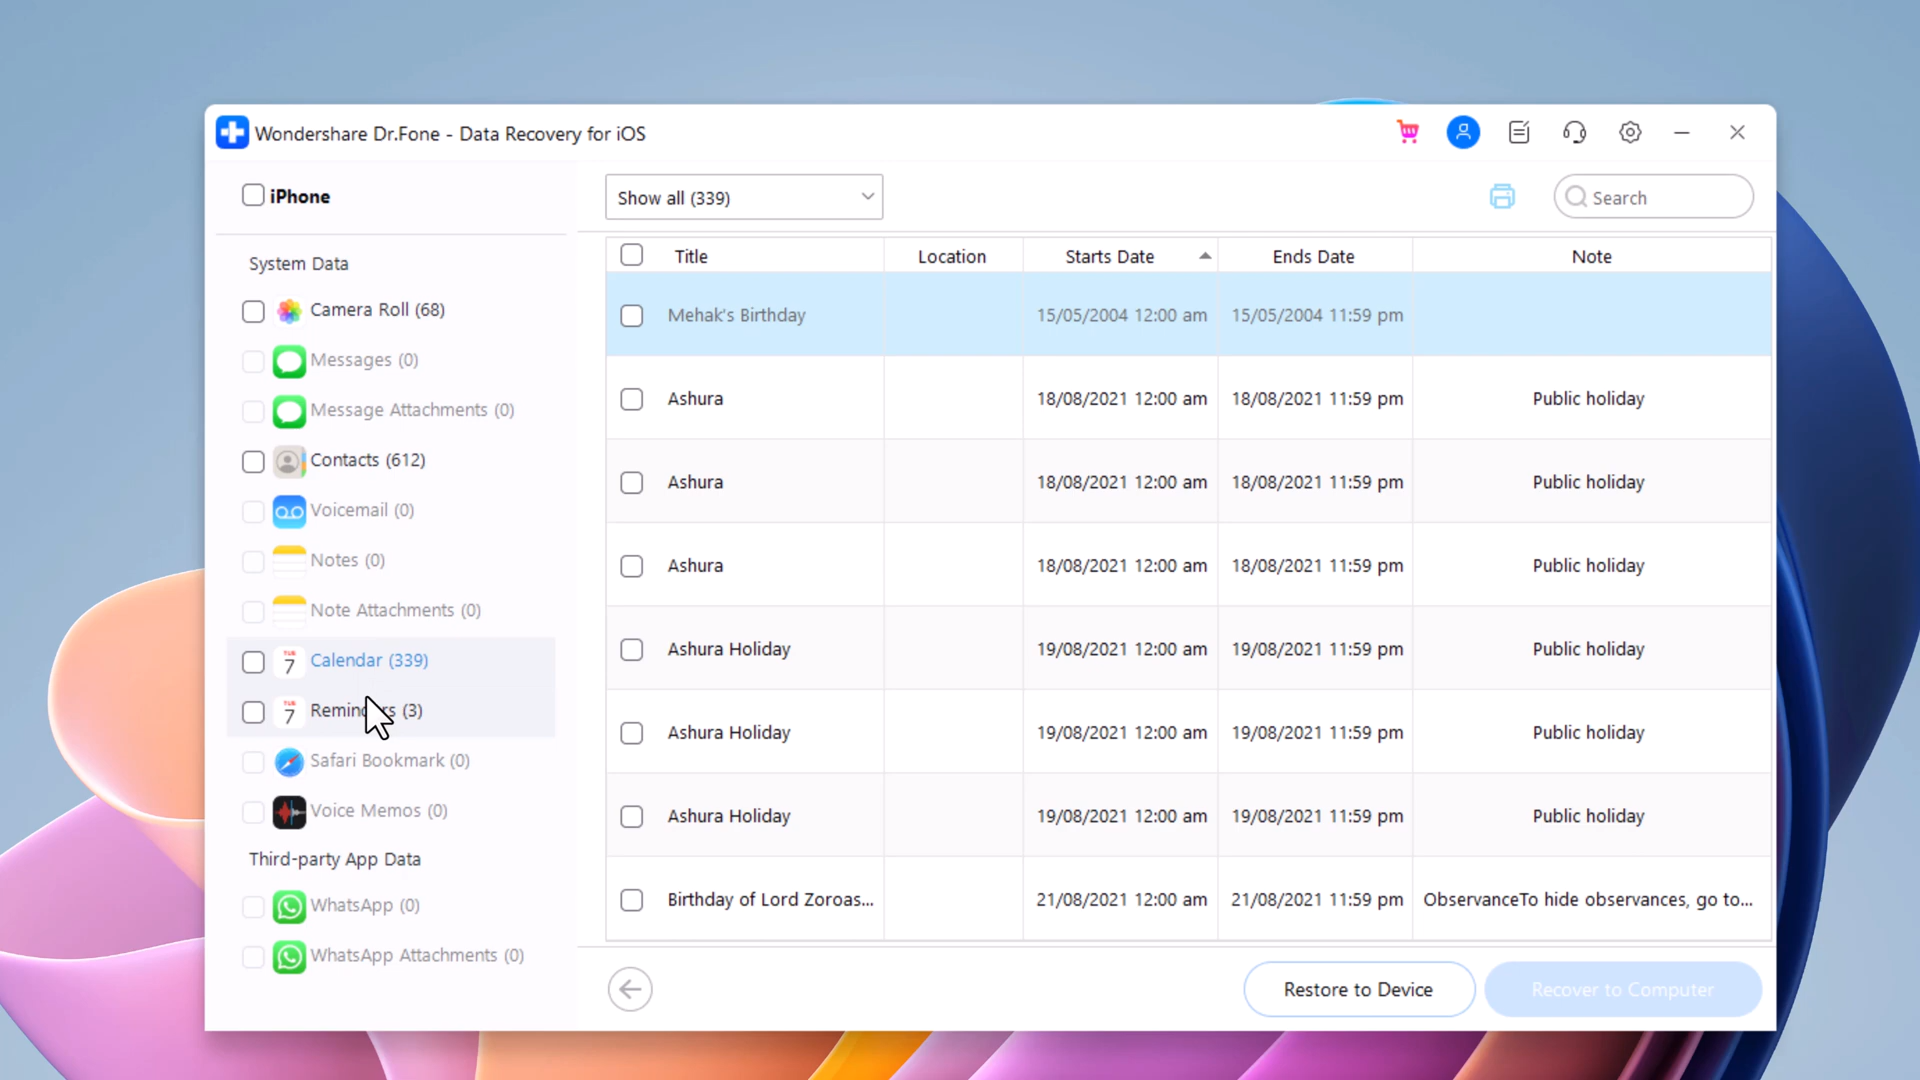 Wondershare Dr.Fone - Data Recovery for iOS
iPhone
Show all (339)
Search
System Data
Camera Roll (68)
Messages (0)
Message Attachments (0)
Contacts (612)
Voicemail (0)
Notes (0)
Note Attachments (0)
TUE
7
Calendar (339)
TUE
7
Reminders (3)
Safari Bookmark (0)
Voice Memos (0)
Third-party App Data
WhatsApp (0)
WhatsApp Attachments (0)
Title Location Starts Date Ends Date Note
Mehak's Birthday 15/05/2004 12:00 am 15/05/2004 11:59 pm
Ashura 18/08/2021 12:00 am 18/08/2021 11:59 pm Public holiday
Ashura 18/08/2021 12:00 am 18/08/2021 11:59 pm Public holiday
Ashura 18/08/2021 12:00 am 18/08/2021 11:59 pm Public holiday
Ashura Holiday 19/08/2021 12:00 am 19/08/2021 11:59 pm Public holiday
Ashura Holiday 19/08/2021 12:00 am 19/08/2021 11:59 pm Public holiday
Ashura Holiday 19/08/2021 12:00 am 19/08/2021 11:59 pm Public holiday
Birthday of Lord Zoroas... 21/08/2021 12:00 am 21/08/2021 11:59 pm ObservanceTo hide observances, go to...
Restore to Device
Recover to Computer